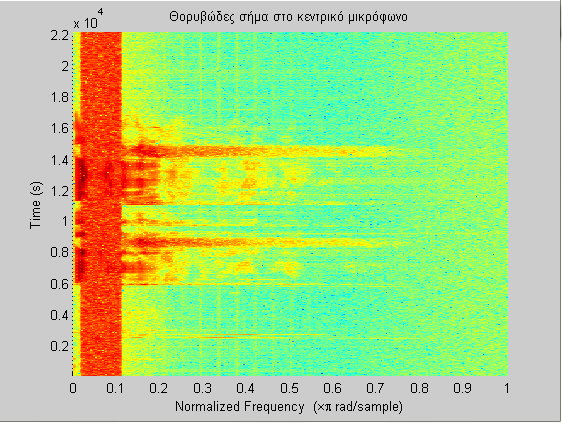 Θορυβώδες σήμα στο κεντρικό μικρόφωνο
x 10^4
2.2
2
1.8
1.6
1.4
1.2
1
0.8
0.6
0.4
0.2
Time (s)
0 0.1 0.2 0.3 0.4 0.5 0.6 0.7 0.8 0.9 1
Normalized Frequency (×π rad/sample)